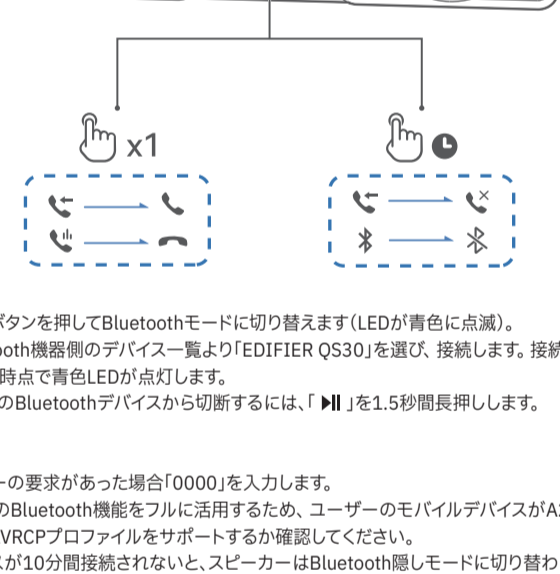 x1
ボタンを押してBluetoothモードに切り替えます(LEDが青色に点滅)。
ooth機器側のデバイス一覧より「EDIFIER QS30」を選び、接続します。接続
時点で青色LEDが点灯します。
のBluetoothデバイスから切断するには、「 」を1.5秒間長押しします。
ーの要求があった場合「0000」を入力します。
のBluetooth機能をフルに活用するため、ユーザーのモバイルデバイスがA
VRCPプロファイルをサポートするか確認してください。
スが10分間接続されないと、スピーカーはBluetooth隠しモードに切り替わ